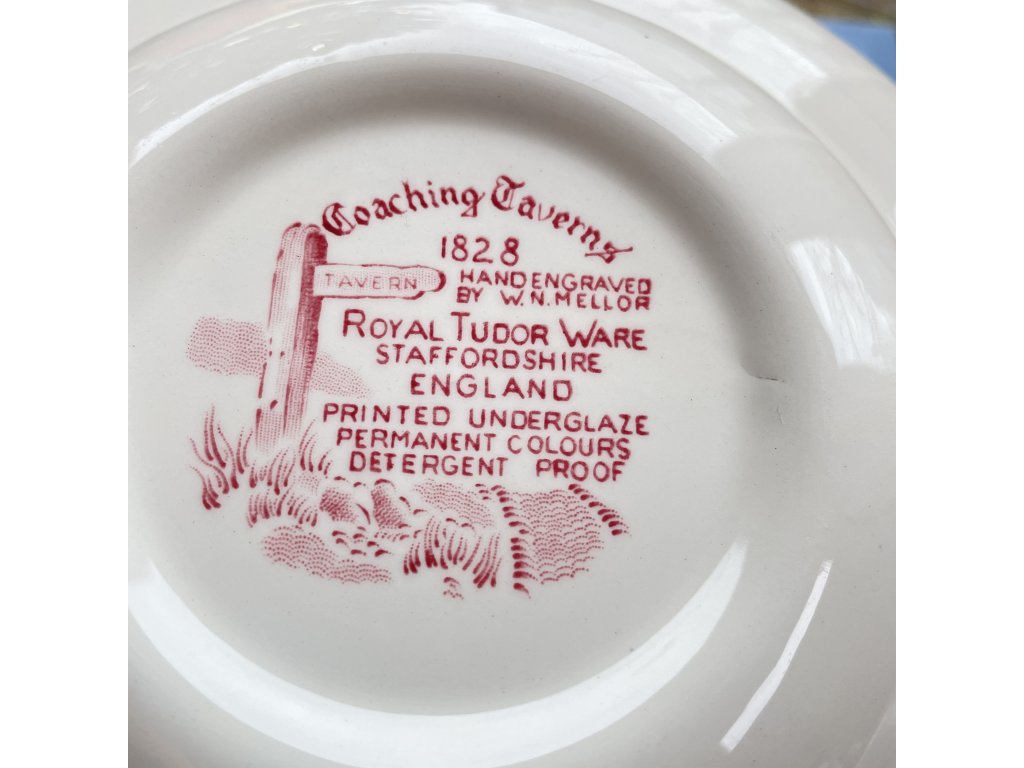 Coaching Taverns
1828
TAVERN
HAND ENGRAVED
BY W.N. MELLOR
ROYAL TUDOR WARE
STAFFORDSHIRE
ENGLAND
PRINTED UNDERGLAZE
PERMANENT COLOURS
DETERGENT PROOF